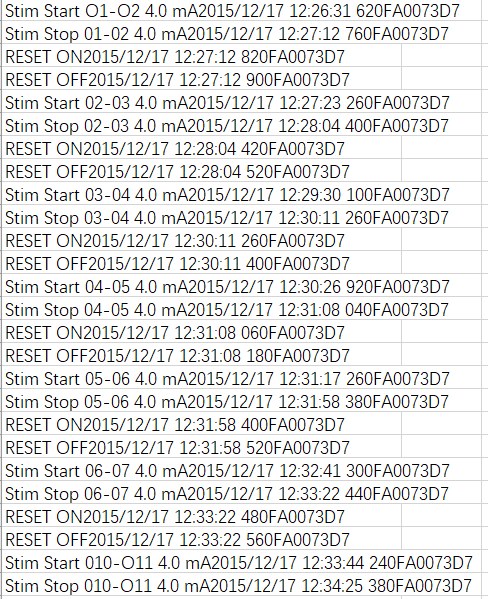 Stim Start O1-O2 4.0 mA2015/12/17 12:26:31 620FA0073D7
Stim Stop 01-02 4.0 mA2015/12/17 12:27:12 760FA0073D7
RESET ON2015/12/17 12:27:12 820FA0073D7
RESET OFF2015/12/17 12:27:12 900FA0073D7
Stim Start 02-03 4.0 mA2015/12/17 12:27:23 260FA0073D7
Stim Stop 02-03 4.0 mA2015/12/17 12:28:04 400FA0073D7
RESET ON2015/12/17 12:28:04 420FA0073D7
RESET OFF2015/12/17 12:28:04 520FA0073D7
Stim Start 03-04 4.0 mA2015/12/17 12:29:30 100FA0073D7
Stim Stop 03-04 4.0 mA2015/12/17 12:30:11 260FA0073D7
RESET ON2015/12/17 12:30:11 260FA0073D7
RESET OFF2015/12/17 12:30:11 400FA0073D7
Stim Start 04-05 4.0 mA2015/12/17 12:30:26 920FA0073D7
Stim Stop 04-05 4.0 mA2015/12/17 12:31:08 040FA0073D7
RESET ON2015/12/17 12:31:08 060FA0073D7
RESET OFF2015/12/17 12:31:08 180FA0073D7
Stim Start 05-06 4.0 mA2015/12/17 12:31:17 260FA0073D7
Stim Stop 05-06 4.0 mA2015/12/17 12:31:58 380FA0073D7
RESET ON2015/12/17 12:31:58 400FA0073D7
RESET OFF2015/12/17 12:31:58 520FA0073D7
Stim Start 06-07 4.0 mA2015/12/17 12:32:41 300FA0073D7
Stim Stop 06-07 4.0 mA2015/12/17 12:33:22 440FA0073D7
RESET ON2015/12/17 12:33:22 480FA0073D7
RESET OFF2015/12/17 12:33:22 560FA0073D7
Stim Start 010-O11 4.0 mA2015/12/17 12:33:44 240FA0073D7
Stim Stop 010-O11 4.0 mA2015/12/17 12:34:25 380FA0073D7